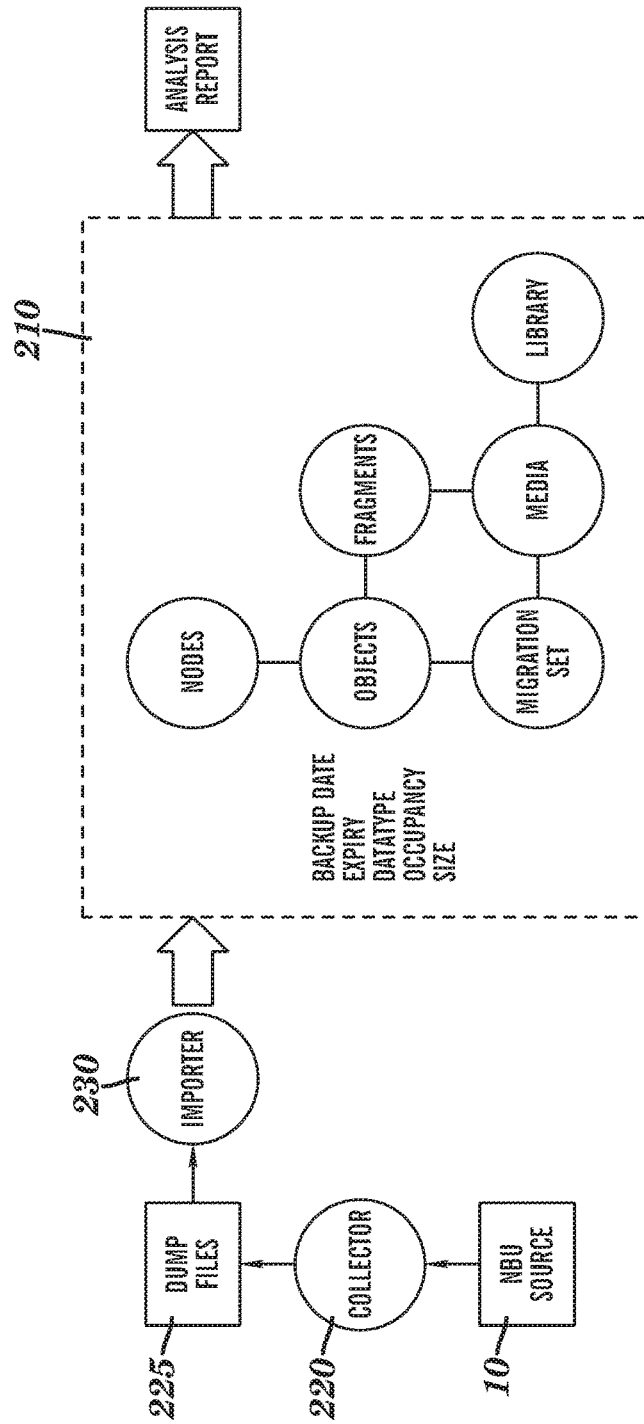 210
ANALYSIS
REPORT
230
IMPORTER
225
DUMP
FILES
220
COLLECTOR
10
NBU
SOURCE
NODES
BACKUP DATE
EXPIRY
DATATYPE
OCCUPANCY
SIZE
OBJECTS
FRAGMENTS
MIGRATION
SET
MEDIA
LIBRARY